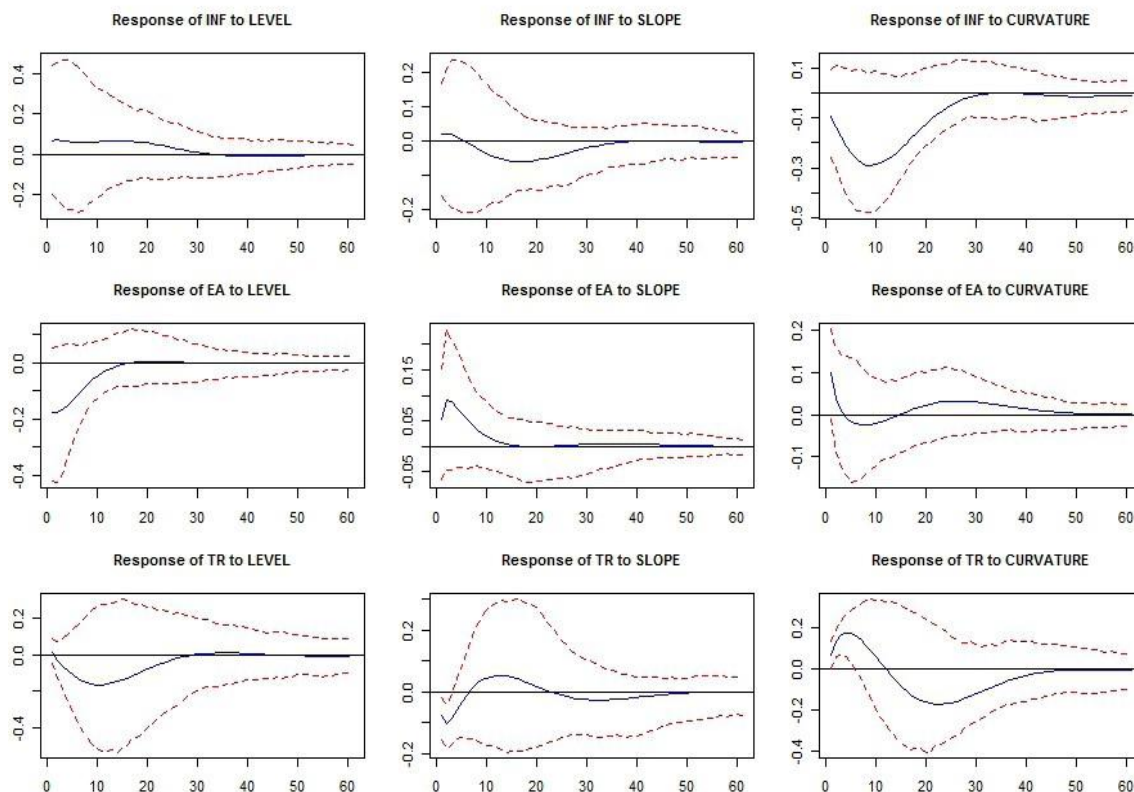 Response of INF to LEVEL
Response of INF to SLOPE
Response of INF to CURVATURE
0.4
0.2
0.0
-0.2
0 10 20 30 40 50 60
0.2
0.1
0.0
-0.2
0 10 20 30 40 50 60
0.1
-0.1
-0.3
-0.5
0 10 20 30 40 50 60
Response of EA to LEVEL
Response of EA to SLOPE
Response of EA to CURVATURE
0.0
-0.2
-0.4
0 10 20 30 40 50 60
0.15
0.05
-0.05
0 10 20 30 40 50 60
0.2
0.1
0.0
-0.1
0 10 20 30 40 50 60
Response of TR to LEVEL
Response of TR to SLOPE
Response of TR to CURVATURE
0.2
0.0
-0.4
0 10 20 30 40 50 60
0.2
0.0
-0.2
0 10 20 30 40 50 60
0.2
0.0
-0.2
-0.4
0 10 20 30 40 50 60